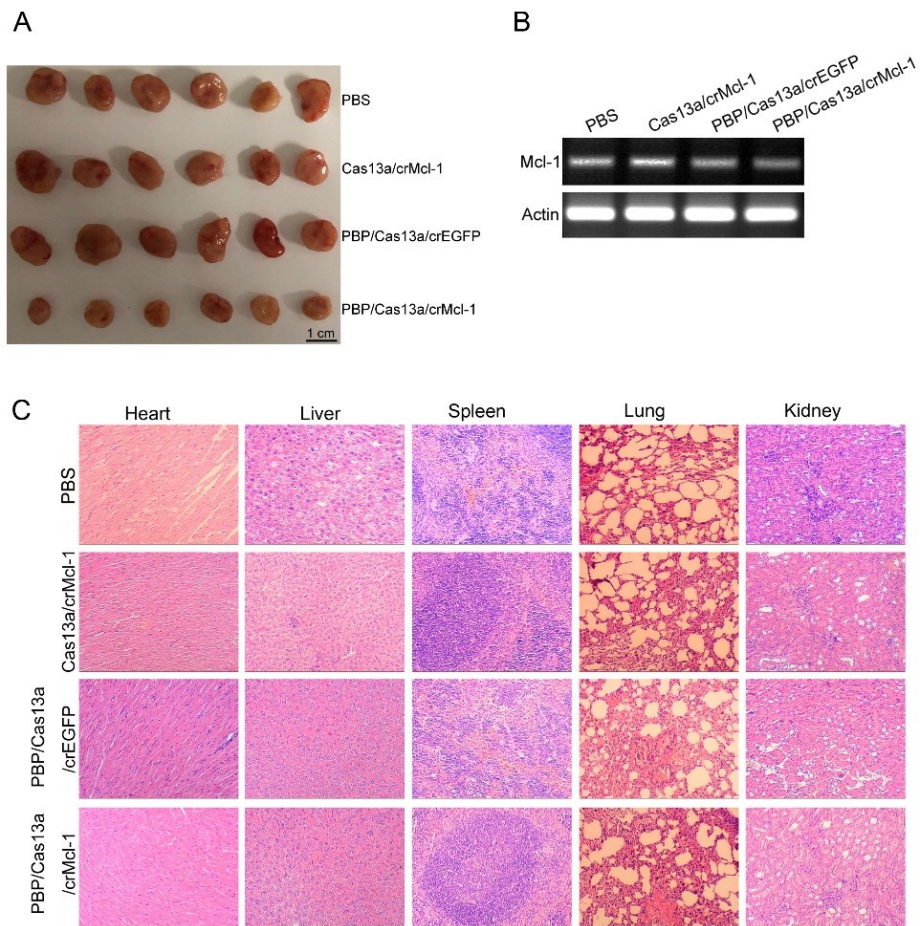 A
PBS
Cas13a/crMcl-1
PBP/Cas13a/crEGFP
PBP/Cas13a/crMcl-1
1 cm
B
PBS
Cas13a/crMcl-1
PBP/Cas13a/crEGFP
PBP/Cas13a/crMcl-1
Mcl-1
Actin
C
Heart
Liver
Spleen
Lung
Kidney
PBS
Cas13a/crMcl-1
PBP/Cas13a
/crEGFP
PBP/Cas13a
/crMcl-1